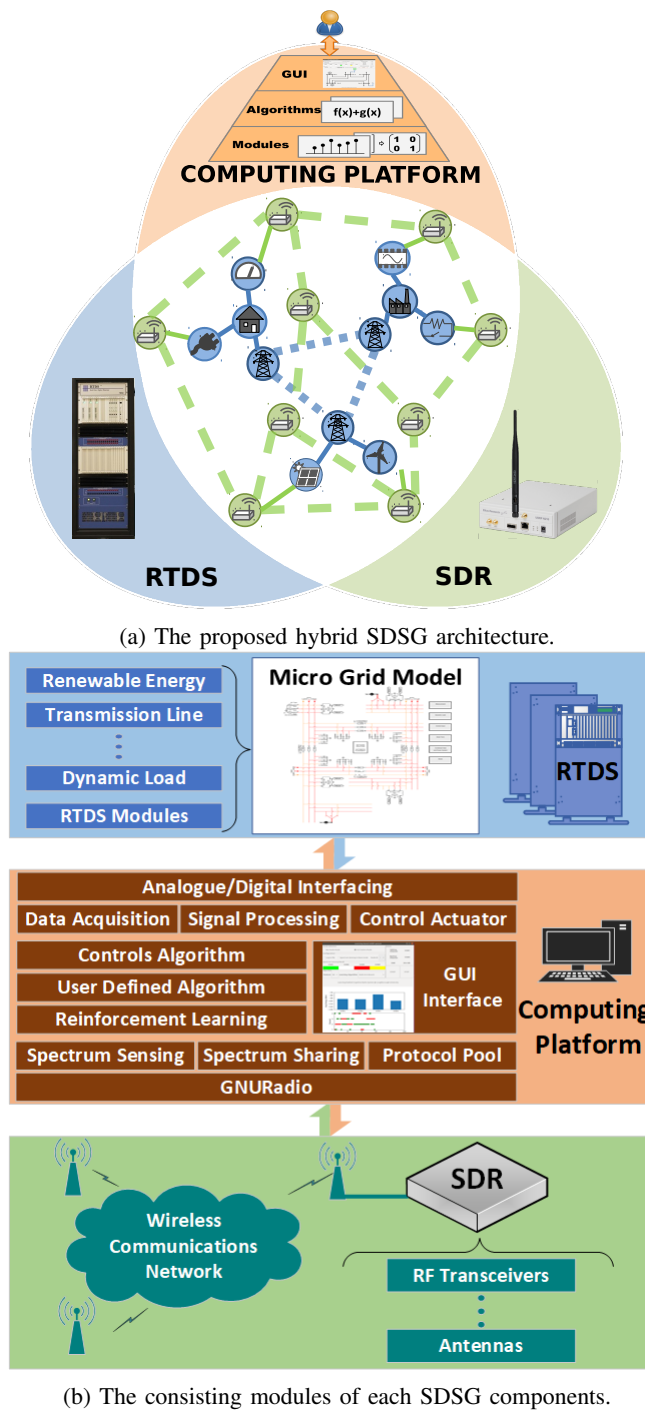 GUI
Algorithms
f(x)+g(x)
Modules
1 0
0 1
COMPUTING PLATFORM
RTDS
SDR
(a) The proposed hybrid SDSG architecture.
Renewable Energy
Transmission Line
Dynamic Load
RTDS Modules
Micro Grid Model
RTDS
Analogue/Digital Interfacing
Data Acquisition
Signal Processing
Control Actuator
Controls Algorithm
User Defined Algorithm
Reinforcement Learning
GUI
Interface
Spectrum Sensing
Spectrum Sharing
Protocol Pool
GNURadio
Computing
Platform
Wireless
Communications
Network
SDR
RF Transceivers
Antennas
(b) The consisting modules of each SDSG components.